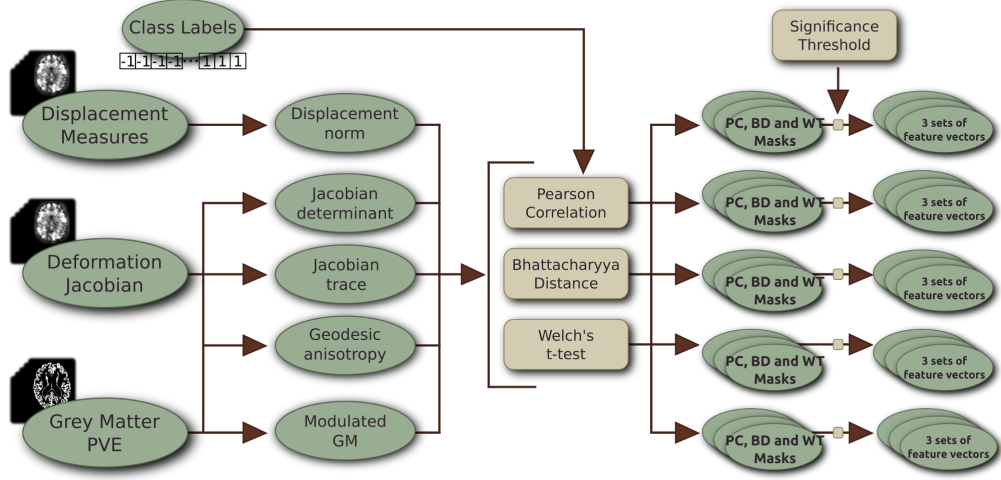 Class Labels
-1 -1 -1 -1 ... 1 1 1
Significance
Threshold
Displacement
Measures
Displacement
norm
Jacobian
determinant
Deformation
Jacobian
Jacobian
trace
Geodesic
anisotropy
Grey Matter
PVE
Modulated
GM
Pearson
Correlation
Bhattacharyya
Distance
Welch's
t-test
PC, BD and WT
Masks
3 sets of
feature vectors
PC, BD and WT
Masks
3 sets of
feature vectors
PC, BD and WT
Masks
3 sets of
feature vectors
PC, BD and WT
Masks
3 sets of
feature vectors
PC, BD and WT
Masks
3 sets of
feature vectors